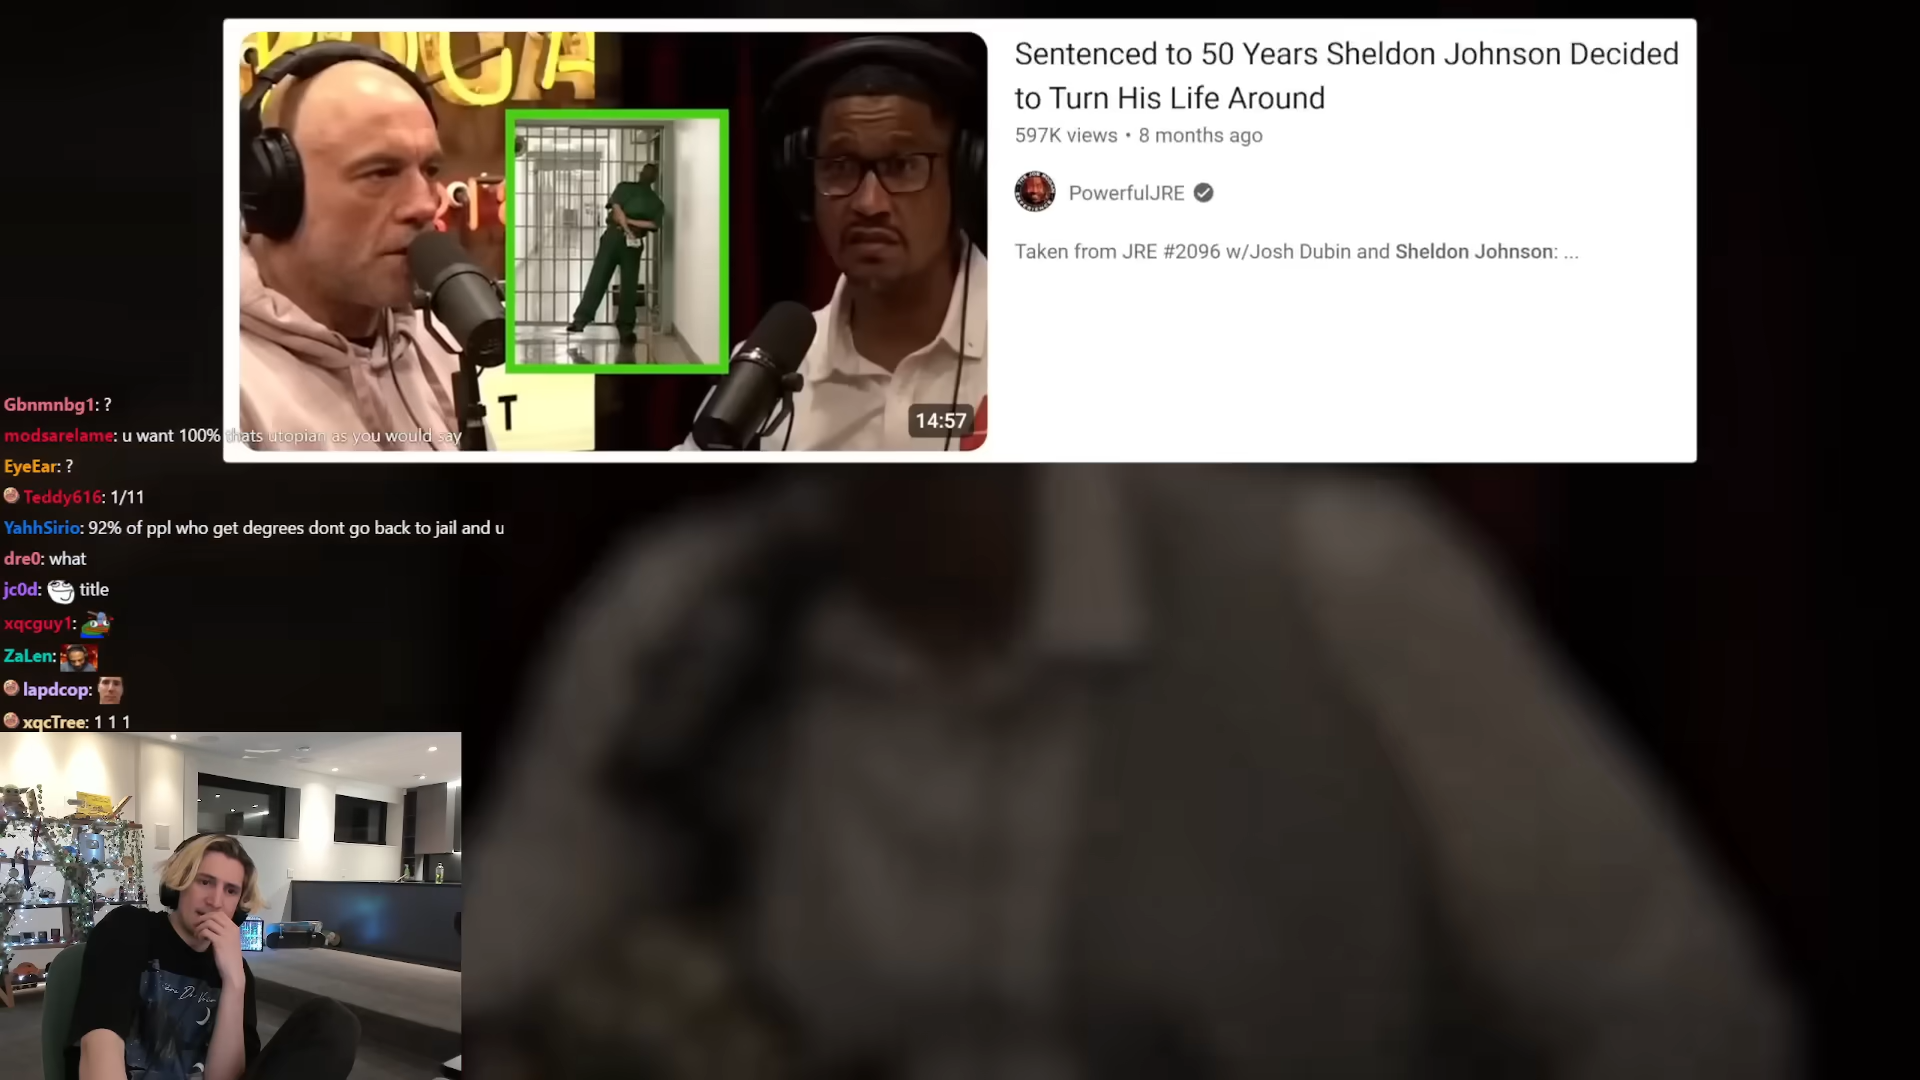 Sentenced to 50 Years Sheldon Johnson Decided
to Turn His Life Around
597K views • 8 months ago
PowerfulJRE
Taken from JRE #2096 w/Josh Dubin and Sheldon Johnson: ...
T
14:57
Gbnmnbg1: ?
modsarelame: u want 100% thats utopian as you would say
EyeEar: ?
Teddy616: 1/11
YahhSirio: 92% of ppl who get degrees dont go back to jail and u
dre0: what
jc0d: title
xqcguy1:
ZaLen:
lapdcop:
xqcTree: 1 1 1